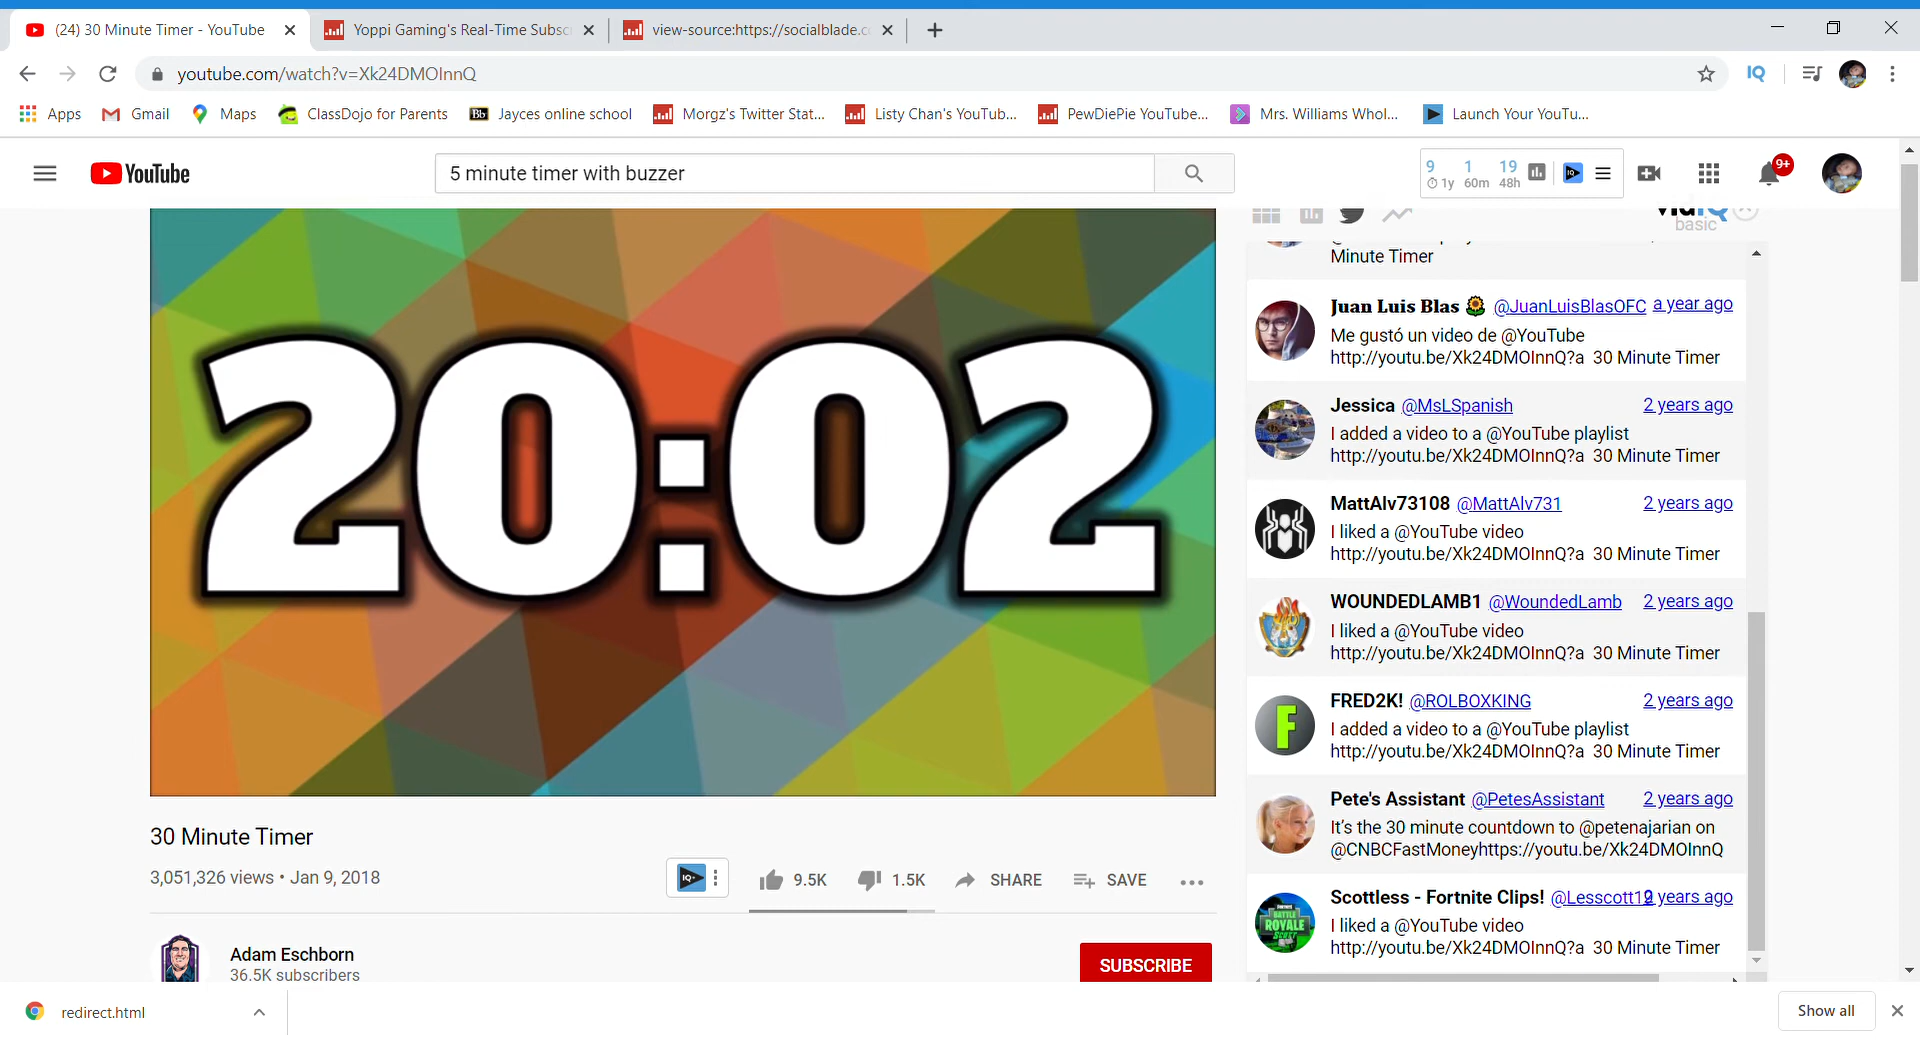 (24) 30 Minute Timer - YouTube
Yoppi Gaming's Real-Time Subsc
view-source:https://socialblade.c
youtube.com/watch?v=Xk24DMOInnQ
IQ
Apps
Gmail
Maps
ClassDojo for Parents
Bb
Jayces online school
Morgz's Twitter Stat...
Listy Chan's YouTub...
PewDiePie YouTube...
Mrs. Williams Whol...
Launch Your YouTu...
YouTube
5 minute timer with buzzer
9 1 19
1y 60m 48h
IQ
9+
vidIQ
basic
20:02
Minute Timer
Juan Luis Blas 🌻 @JuanLuisBlasOFC a year ago
Me gustó un video de @YouTube
http://youtu.be/Xk24DMOInnQ 30 Minute Timer
Jessica @MsLSpanish 2 years ago
I added a video to a @YouTube playlist
http://youtu.be/Xk24DMOInnQ?a 30 Minute Timer
MattAlv73108 @MattAlv731 2 years ago
I liked a @YouTube video
http://youtu.be/Xk24DMOInnQ?a 30 Minute Timer
WOUNDEDLAMB1 @WoundedLamb 2 years ago
I liked a @YouTube video
http://youtu.be/Xk24DMOInnQ?a 30 Minute Timer
FRED2K! @ROLBOXKING 2 years ago
F
I added a video to a @YouTube playlist
http://youtu.be/Xk24DMOInnQ?a 30 Minute Timer
Pete's Assistant @PetesAssistant 2 years ago
It's the 30 minute countdown to @petenajarian on
@CNBCFastMoneyhttps://youtu.be/Xk24DMOInnQ
Scottless - Fortnite Clips! @Lesscott1 years ago
BATTLE
ROYALE
I liked a @YouTube video
http://youtu.be/Xk24DMOInnQ?a 30 Minute Timer
30 Minute Timer
3,051,326 views • Jan 9, 2018
IQ+
9.5K
1.5K
SHARE
SAVE
Adam Eschborn
36.5K subscribers
SUBSCRIBE
redirect.html
Show all